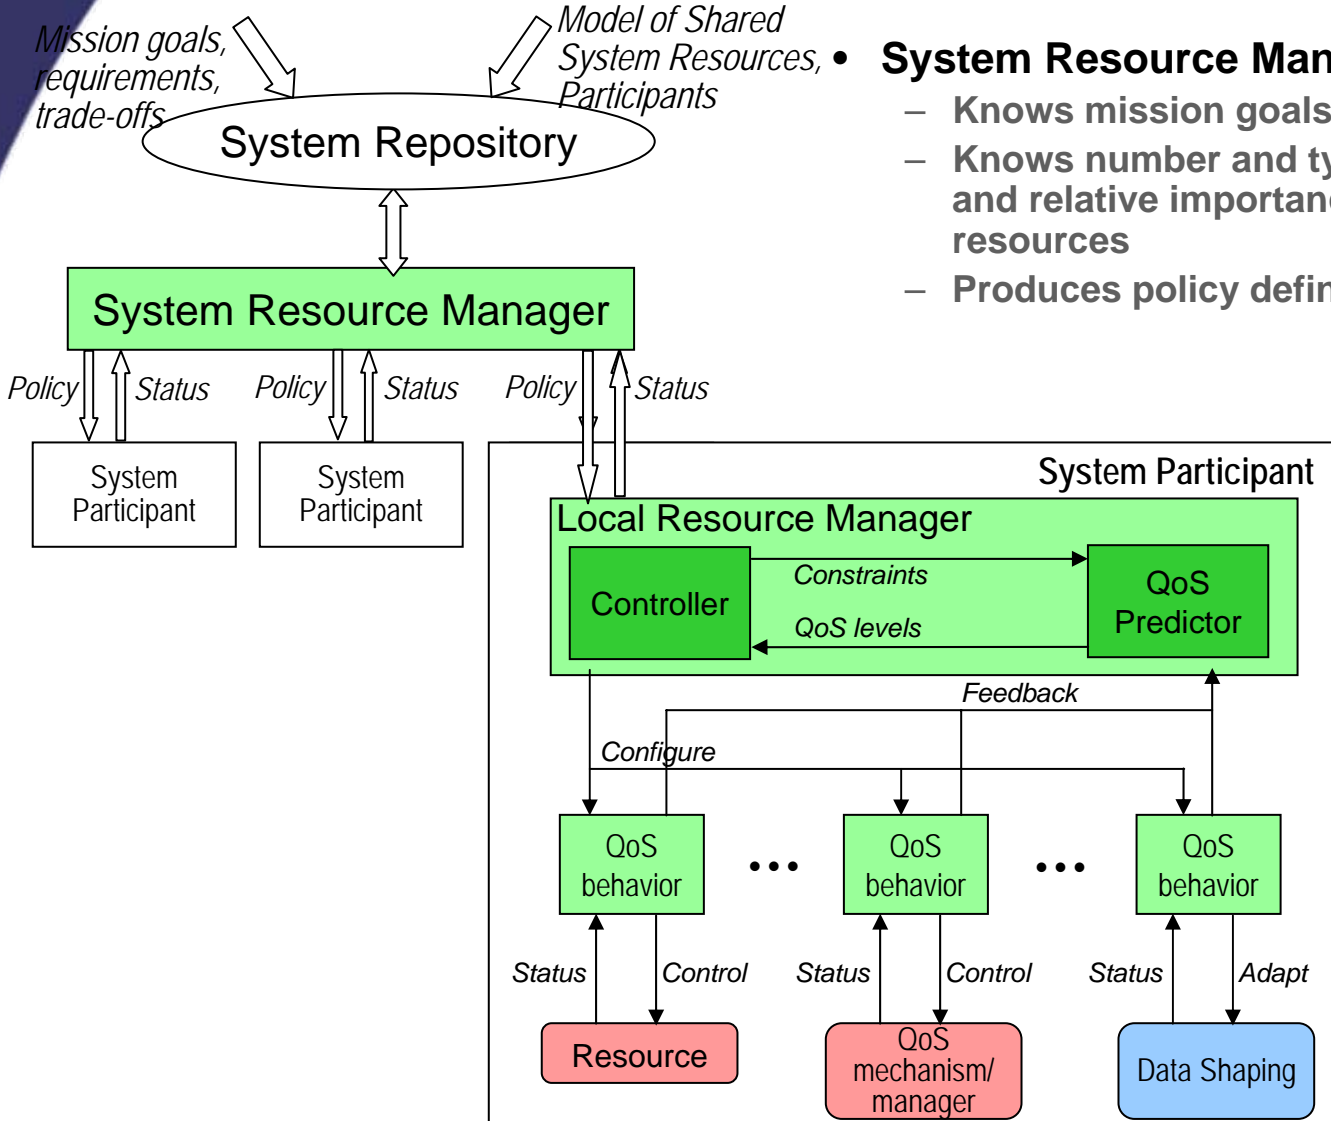 Mission goals,
requirements,
trade-offs
Model of Shared
System Resources,
Participants
System Repository
System Resource Manager
Policy
Status
Policy
Status
Policy
Status
System
Participant
System
Participant
System Participant
Local Resource Manager
Controller
Constraints
QoS levels
QoS
Predictor
Feedback
Configure
QoS
behavior
•••
QoS
behavior
•••
QoS
behavior
Status
Control
Status
Control
Status
Adapt
Resource
QoS
mechanism/
manager
Data Shaping
• System Resource Man
– Knows mission goals
– Knows number and ty
and relative importanc
resources
– Produces policy defin